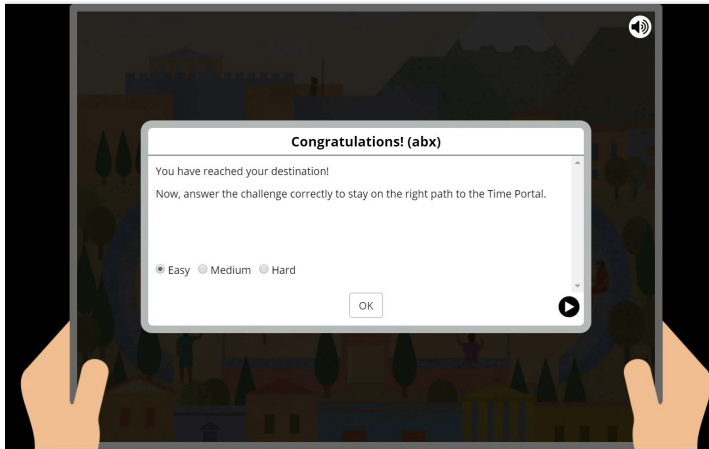 Congratulations! (abx)
You have reached your destination!
Now, answer the challenge correctly to stay on the right path to the Time Portal.
Easy Medium Hard
OK